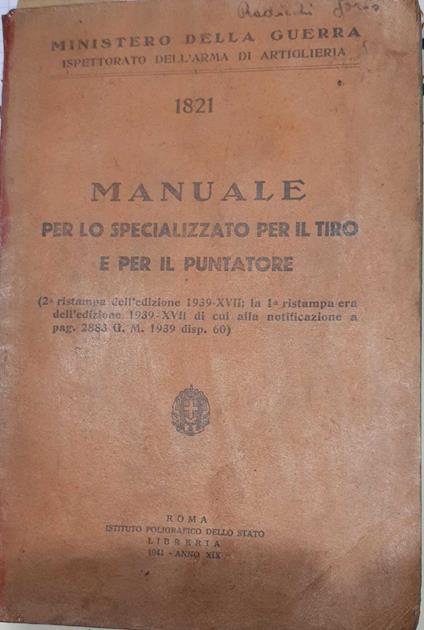 MINISTERO DELLA GUERRA
ISPETTORATO DELL'ARMA DI ARTIGLIERIA
1821
MANUALE
PER LO SPECIALIZZATO PER IL TIRO
E PER IL PUNTATORE
(2ª ristampa dell'edizione 1939-XVII; la 1ª ristampa era
dell'edizione 1939-XVII di cui alla notificazione a
pag. 2883 G. M. 1939 disp. 60)
ROMA
ISTITUTO POLIGRAFICO DELLO STATO
LIBRERIA
1941 - ANNO XIX